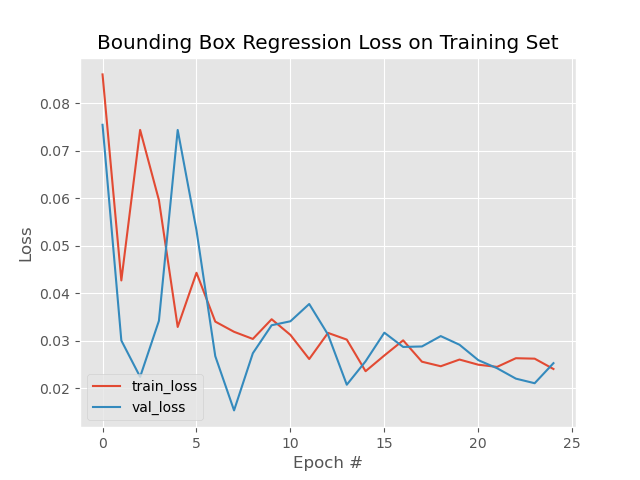 Bounding Box Regression Loss on Training Set
0.08
0.07
0.06
0.05
0.04
0.03
0.02
Loss
train_loss
val_loss
0 5 10 15 20 25
Epoch #